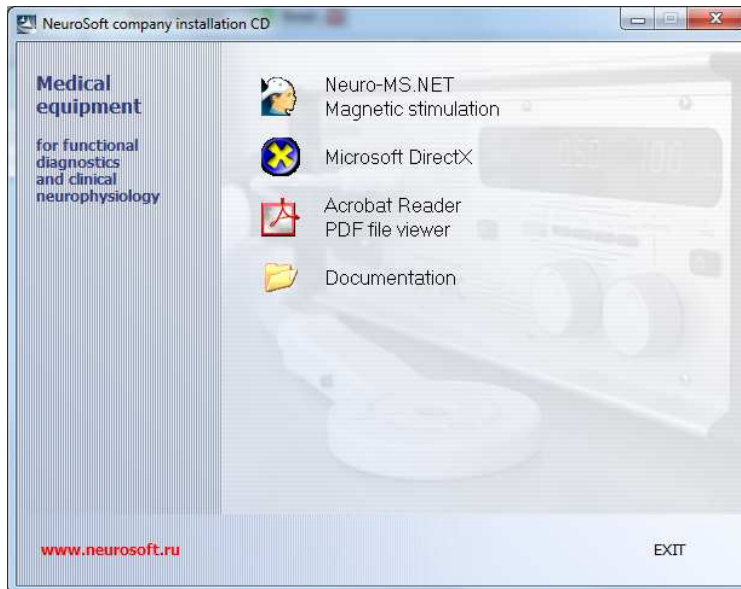 NeuroSoft company installation CD
Medical
equipment
for functional
diagnostics
and clinical
neurophysiology
Neuro-MS.NET
Magnetic stimulation
Microsoft DirectX
Acrobat Reader
PDF file viewer
Documentation
www.neurosoft.ru
EXIT